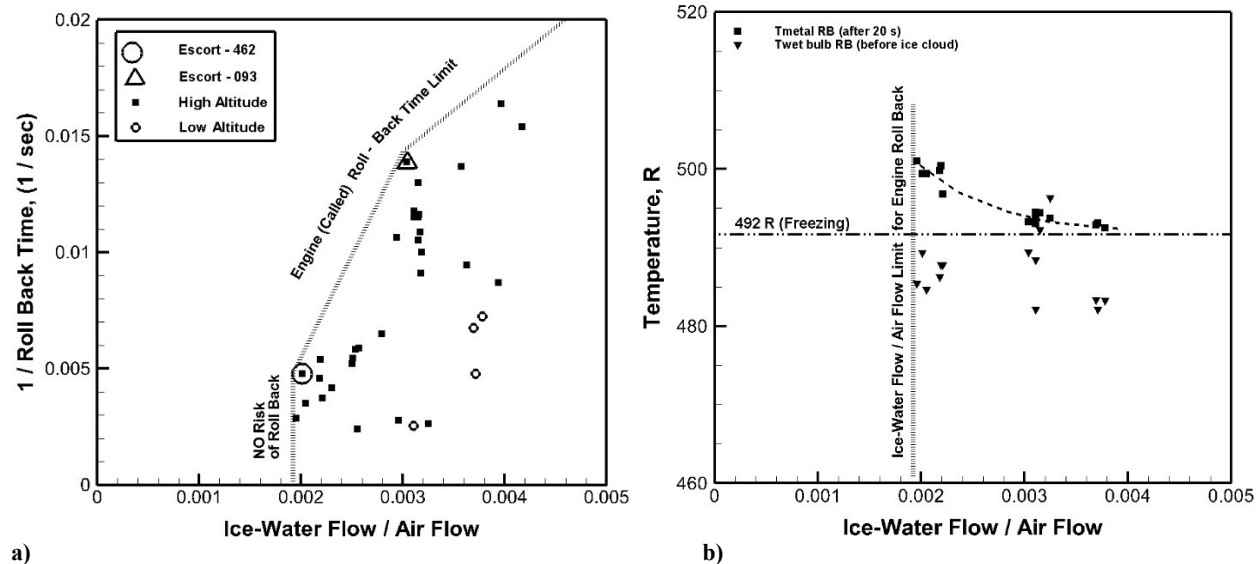 0.02
0.015
0.01
0.005
0
1 / Roll Back Time, (1 / sec)
Escort - 462
Escort - 093
High Altitude
Low Altitude
Engine (Called) Roll - Back Time Limit
NO Risk
of Roll Back
0
0.001
0.002
0.003
0.004
0.005
Ice-Water Flow / Air Flow
a)
520
500
480
460
Temperature, R
Tmetal RB (after 20 s)
Twet bulb RB (before ice cloud)
492 R (Freezing)
Ice-Water Flow / Air Flow Limit for Engine Roll Back
0
0.001
0.002
0.003
0.004
0.005
Ice-Water Flow / Air Flow
b)